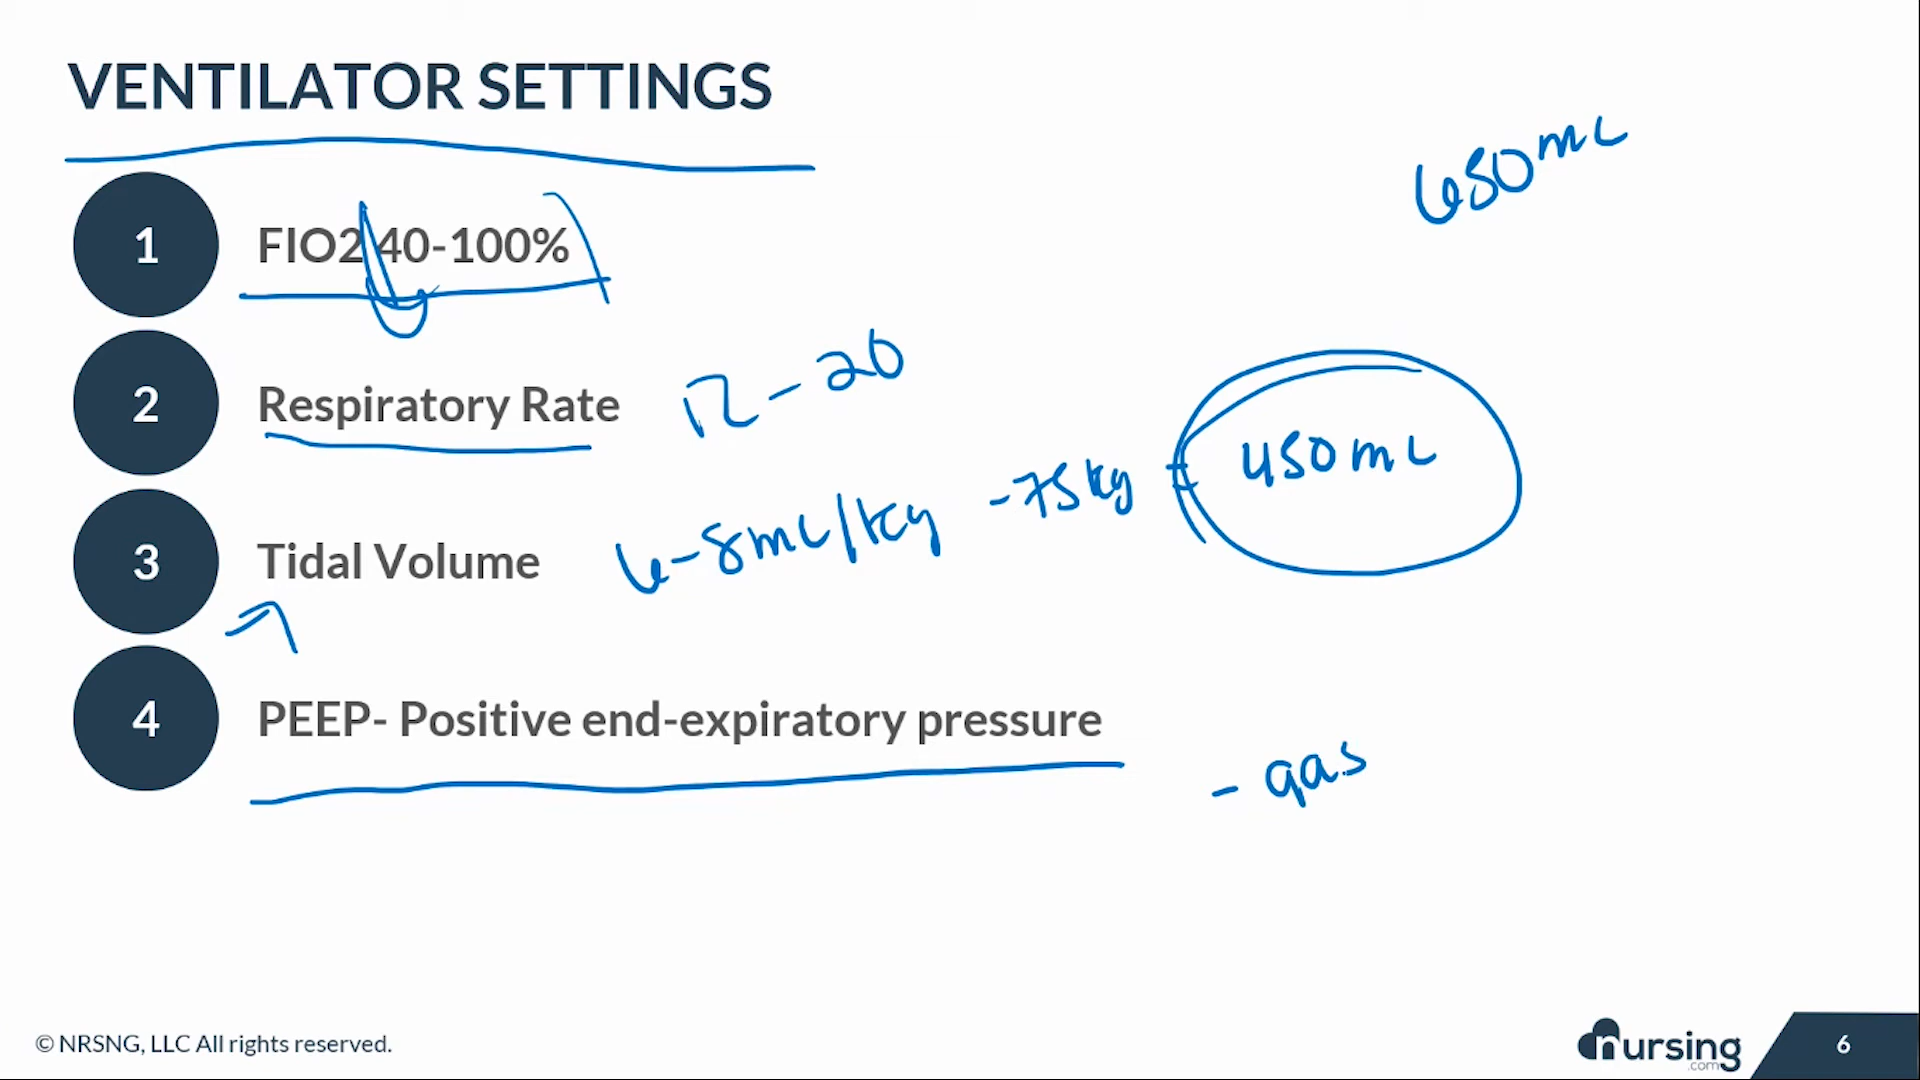 VENTILATOR SETTINGS
650mL
1 FIO2 40-100%
2 Respiratory Rate 12-20
3 Tidal Volume 6-8mL/kg -75kg = 450mL
4 PEEP- Positive end-expiratory pressure
- gas
© NRSNG, LLC All rights reserved.
nursing
.com
6